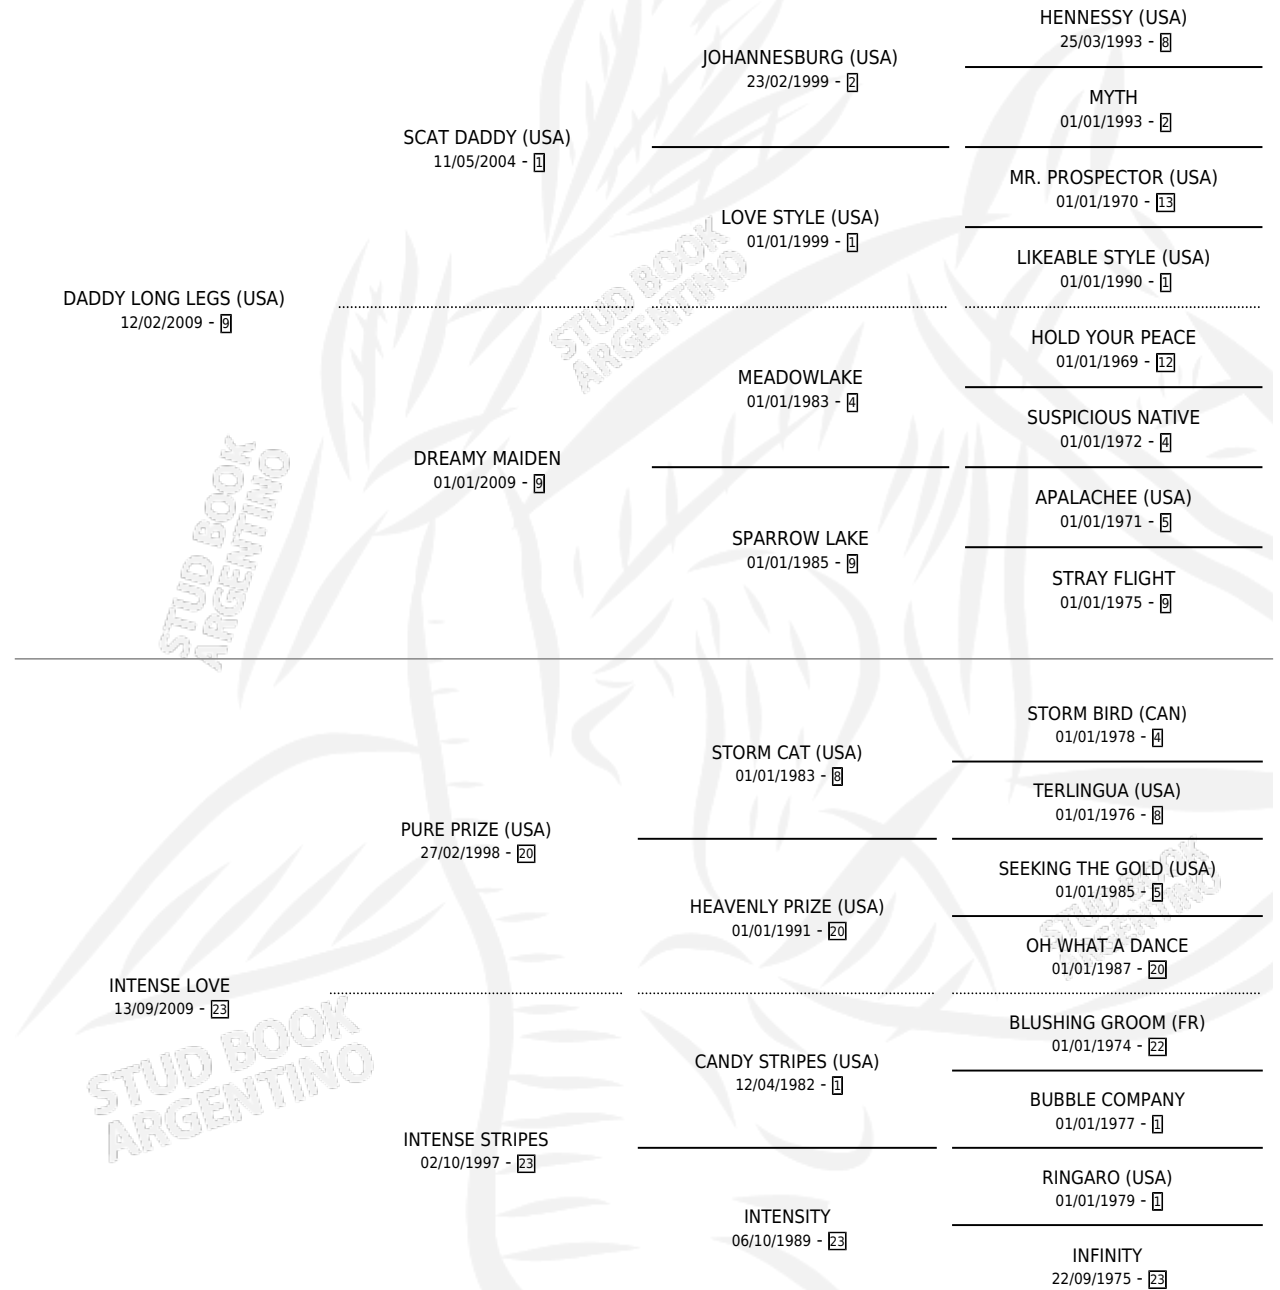 HENNESSY (USA)
25/03/1993 - 8
JOHANNESBURG (USA)
23/02/1999 - 2
MYTH
01/01/1993 - 2
SCAT DADDY (USA)
11/05/2004 - 1
MR. PROSPECTOR (USA)
01/01/1970 - 13
LOVE STYLE (USA)
01/01/1999 - 1
LIKEABLE STYLE (USA)
01/01/1990 - 1
DADDY LONG LEGS (USA)
12/02/2009 - 9
HOLD YOUR PEACE
01/01/1969 - 12
MEADOWLAKE
01/01/1983 - 4
SUSPICIOUS NATIVE
01/01/1972 - 4
DREAMY MAIDEN
01/01/2009 - 9
APALACHEE (USA)
01/01/1971 - 5
SPARROW LAKE
01/01/1985 - 9
STRAY FLIGHT
01/01/1975 - 9
STORM BIRD (CAN)
01/01/1978 - 4
STORM CAT (USA)
01/01/1983 - 8
TERLINGUA (USA)
01/01/1976 - 8
PURE PRIZE (USA)
27/02/1998 - 20
SEEKING THE GOLD (USA)
01/01/1985 - 5
HEAVENLY PRIZE (USA)
01/01/1991 - 20
OH WHAT A DANCE
01/01/1987 - 20
INTENSE LOVE
13/09/2009 - 23
BLUSHING GROOM (FR)
01/01/1974 - 22
CANDY STRIPES (USA)
12/04/1982 - 1
BUBBLE COMPANY
01/01/1977 - 1
INTENSE STRIPES
02/10/1997 - 23
RINGARO (USA)
01/01/1979 - 1
INTENSITY
06/10/1989 - 23
INFINITY
22/09/1975 - 23
STUD BOOK
ARGENTINO
STUD BOOK
ARGENTINO
STUD BOOK
ARGENTINO
STUD BOOK
ARGENTINO